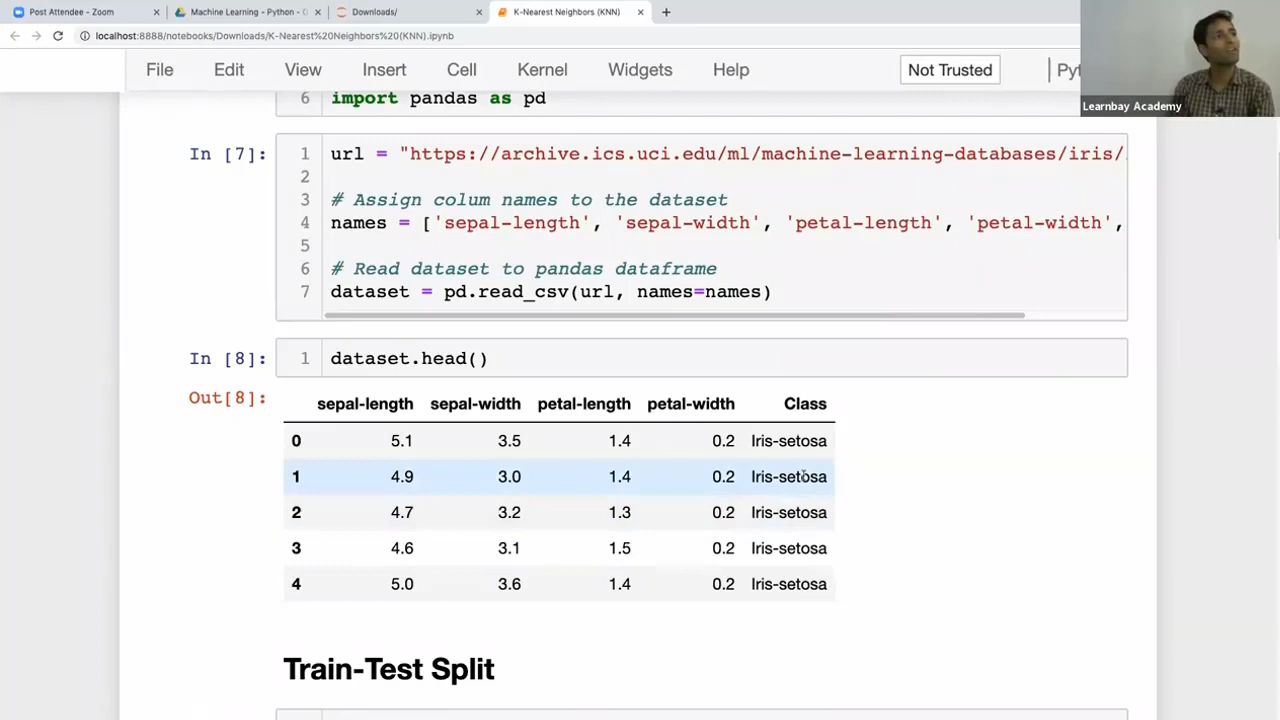 Post Attendee - Zoom
Machine Learning - Python -
Downloads/
K-Nearest Neighbors (KNN)
localhost:8888/notebooks/Downloads/K-Nearest%20Neighbors%20(KNN).ipynb
File Edit View Insert Cell Kernel Widgets Help Not Trusted
Learnbay Academy
6 import pandas as pd
In [7]: 1 url = "https://archive.ics.uci.edu/ml/machine-learning-databases/iris/
2
3 # Assign colum names to the dataset
4 names = ['sepal-length', 'sepal-width', 'petal-length', 'petal-width',
5
6 # Read dataset to pandas dataframe
7 dataset = pd.read_csv(url, names=names)
In [8]: 1 dataset.head()
Out[8]:
sepal-length sepal-width petal-length petal-width Class
0 5.1 3.5 1.4 0.2 Iris-setosa
1 4.9 3.0 1.4 0.2 Iris-setosa
2 4.7 3.2 1.3 0.2 Iris-setosa
3 4.6 3.1 1.5 0.2 Iris-setosa
4 5.0 3.6 1.4 0.2 Iris-setosa
Train-Test Split